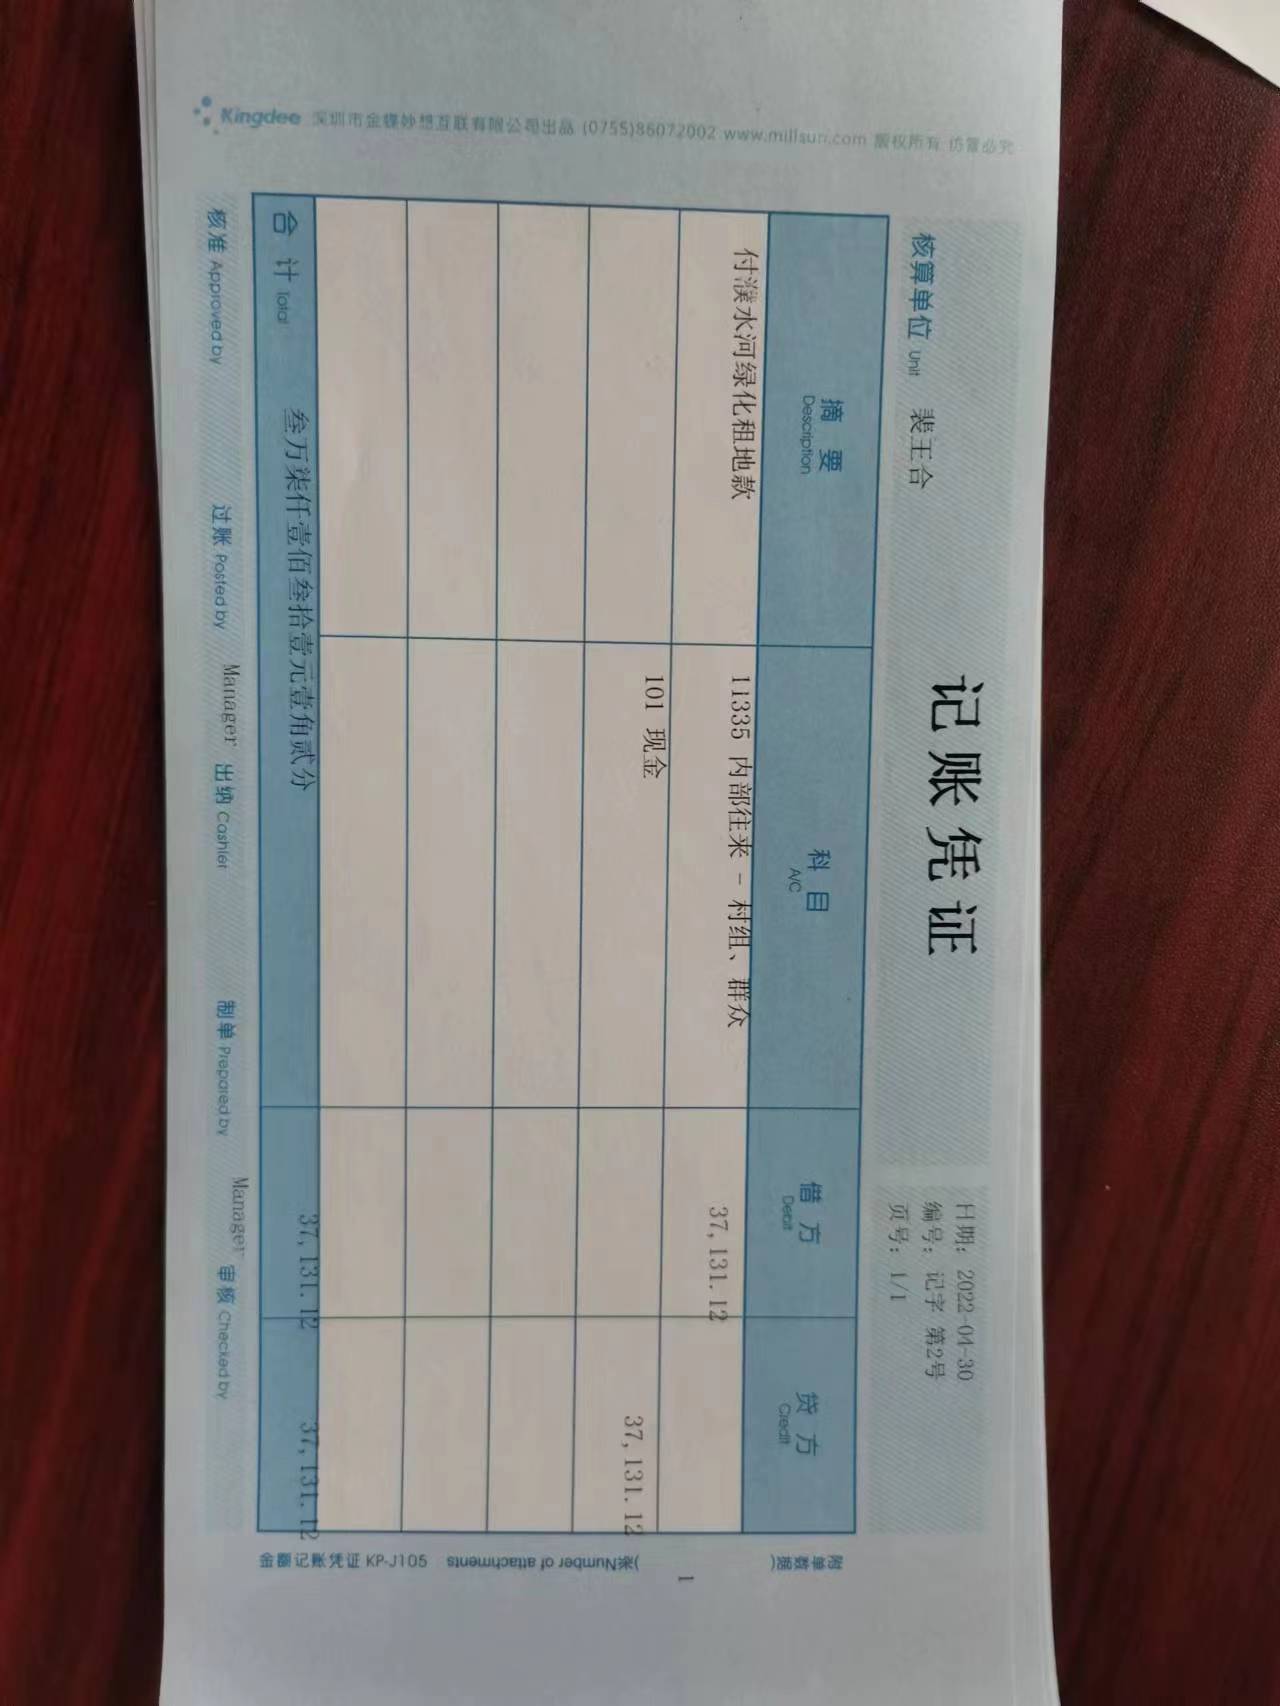 记账凭证
核算单位 Unit 裴王合
日期: 2022-04-30
编号: 记字 第2号
页号: 1/1
摘要 Description 科目 A/C 借方 Debit 贷方 Credit
付濮水河绿化租地款 11335 内部往来 - 村组、群众 37,131.12
101 现金 37,131.12
合计 Total 叁万柒仟壹佰叁拾壹元壹角贰分 37,131.12 37,131.12
附单据数( 1 )张 Number of attachments
金额记账凭证 KP-J105
核准 Approved by 过账 Posted by Manager 出纳 Cashier 制单 Prepared by Manager 审核 Checked by
Kingdee 深圳市金蝶妙想互联有限公司出品 (0755)86072002 www.millsun.com 版权所有 仿冒必究